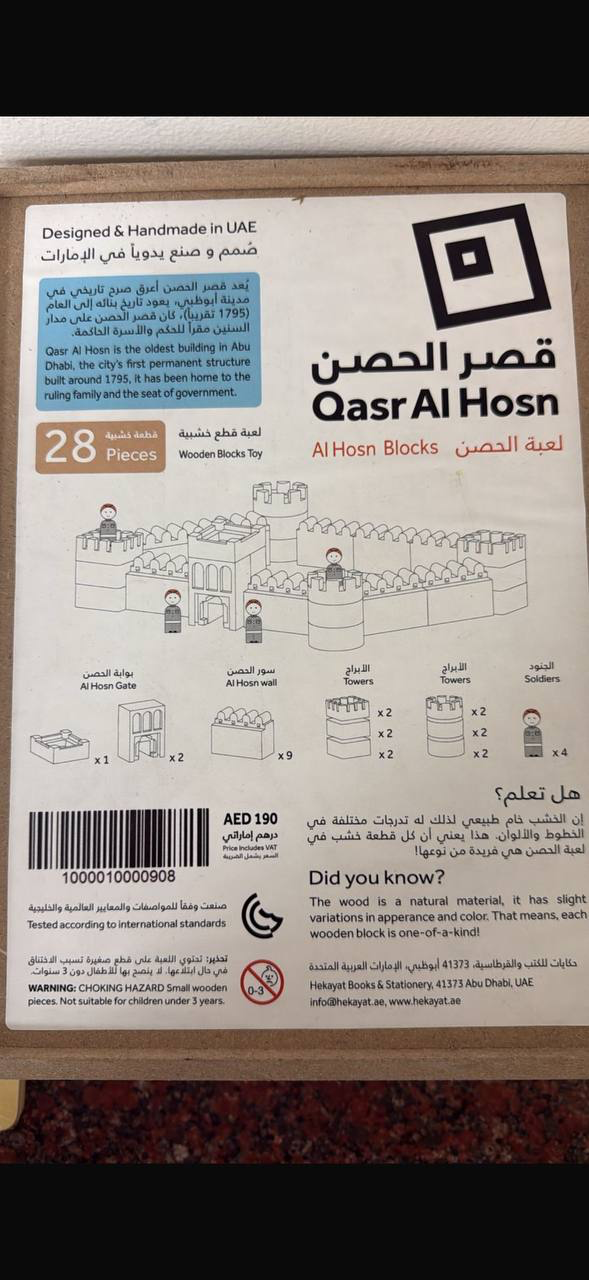 Designed & Handmade in UAE
صُمم و صنع يدوياً في الإمارات
يُعد قصر الحصن أعرق صرح تاريخي في
مدينة أبوظبي، يعود تاريخ بنائه إلى العام
(1795 تقريباً)، كان قصر الحصن على مدار
السنين مقراً للحكم والأسرة الحاكمة.
Qasr Al Hosn is the oldest building in Abu
Dhabi, the city's first permanent structure
built around 1795, it has been home to the
ruling family and the seat of government.
قصر الحصن
Qasr Al Hosn
Al Hosn Blocks لعبة الحصن
28 قطعة خشبية
Pieces
لعبة قطع خشبية
Wooden Blocks Toy
بوابة الحصن
Al Hosn Gate
سور الحصن
Al Hosn wall
الأبراج
Towers
الأبراج
Towers
الجنود
Soldiers
x 1
x 2
x 9
x 2
x 2
x 2
x 2
x 2
x 2
x 4
1000010000908
AED 190
درهم إماراتي
Price Includes VAT
السعر يشمل الضريبة
هل تعلم؟
إن الخشب خام طبيعي لذلك له تدرجات مختلفة في
الخطوط والألوان. هذا يعني أن كل قطعة خشب في
لعبة الحصن هي فريدة من نوعها!
Did you know?
The wood is a natural material, it has slight
variations in apperance and color. That means, each
wooden block is one-of-a-kind!
صنعت وفقاً للمواصفات والمعايير العالمية والخليجية
Tested according to international standards
تحذير: تحتوي اللعبة على قطع صغيرة تسبب الاختناق
في حال ابتلاعها. لا ينصح بها للأطفال دون 3 سنوات.
WARNING: CHOKING HAZARD Small wooden
pieces. Not suitable for children under 3 years.
0-3
حكايات للكتب والقرطاسية، 41373 أبوظبي، الإمارات العربية المتحدة
Hekayat Books & Stationery, 41373 Abu Dhabi, UAE
info@hekayat.ae, www.hekayat.ae